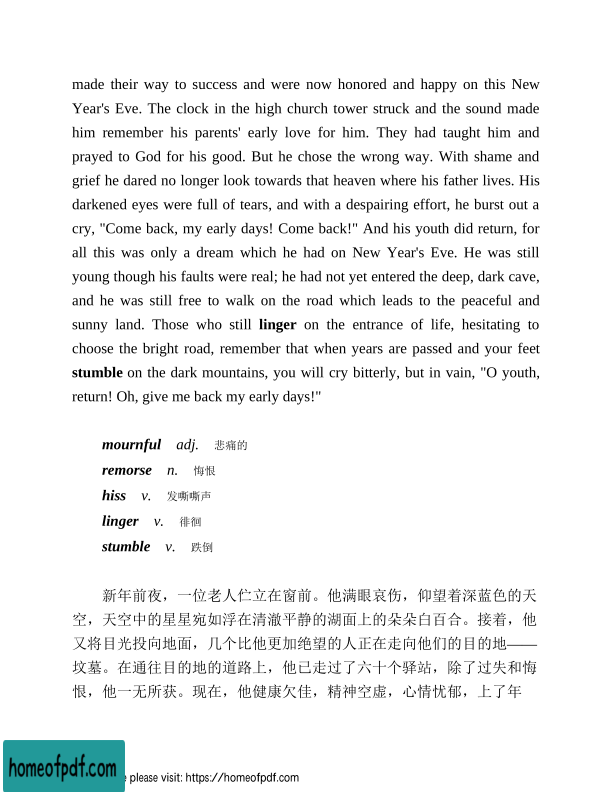 made their way to success and were now honored and happy on this New
Year's Eve. The clock in the high church tower struck and the sound made
him remember his parents' early love for him. They had taught him and
prayed to God for his good. But he chose the wrong way. With shame and
grief he dared no longer look towards that heaven where his father lives. His
darkened eyes were full of tears, and with a despairing effort, he burst out a
cry, "Come back, my early days! Come back!" And his youth did return, for
all this was only a dream which he had on New Year's Eve. He was still
young though his faults were real; he had not yet entered the deep, dark cave,
and he was still free to walk on the road which leads to the peaceful and
sunny land. Those who still linger on the entrance of life, hesitating to
choose the bright road, remember that when years are passed and your feet
stumble on the dark mountains, you will cry bitterly, but in vain, "O youth,
return! Oh, give me back my early days!"
mournful adj. 悲痛的
remorse n. 悔恨
hiss v. 发嘶嘶声
linger v. 徘徊
stumble v. 跌倒
新年前夜，一位老人伫立在窗前。他满眼哀伤，仰望着深蓝色的天
空，天空中的星星宛如浮在清澈平静的湖面上的朵朵白百合。接着，他
又将目光投向地面，几个比他更加绝望的人正在走向他们的目的地——
坟墓。在通往目的地的道路上，他已走过了六十个驿站，除了过失和悔
恨，他一无所获。现在，他健康欠佳，精神空虚，心情忧郁，上了年
homeofpdf.com
please visit: https://homeofpdf.com